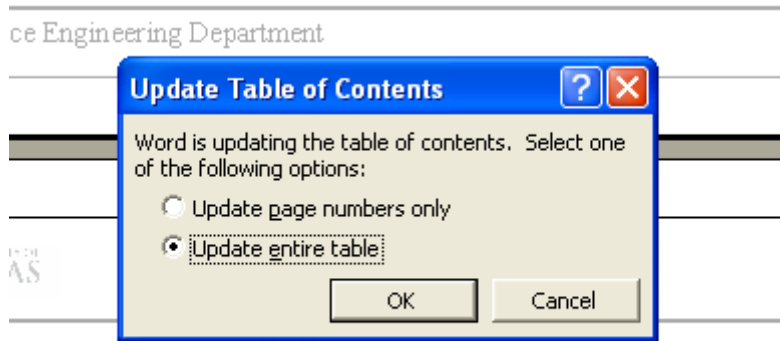 ce Engineering Department
Update Table of Contents
Word is updating the table of contents. Select one
of the following options:
Update page numbers only
Update entire table
AS
OK
Cancel